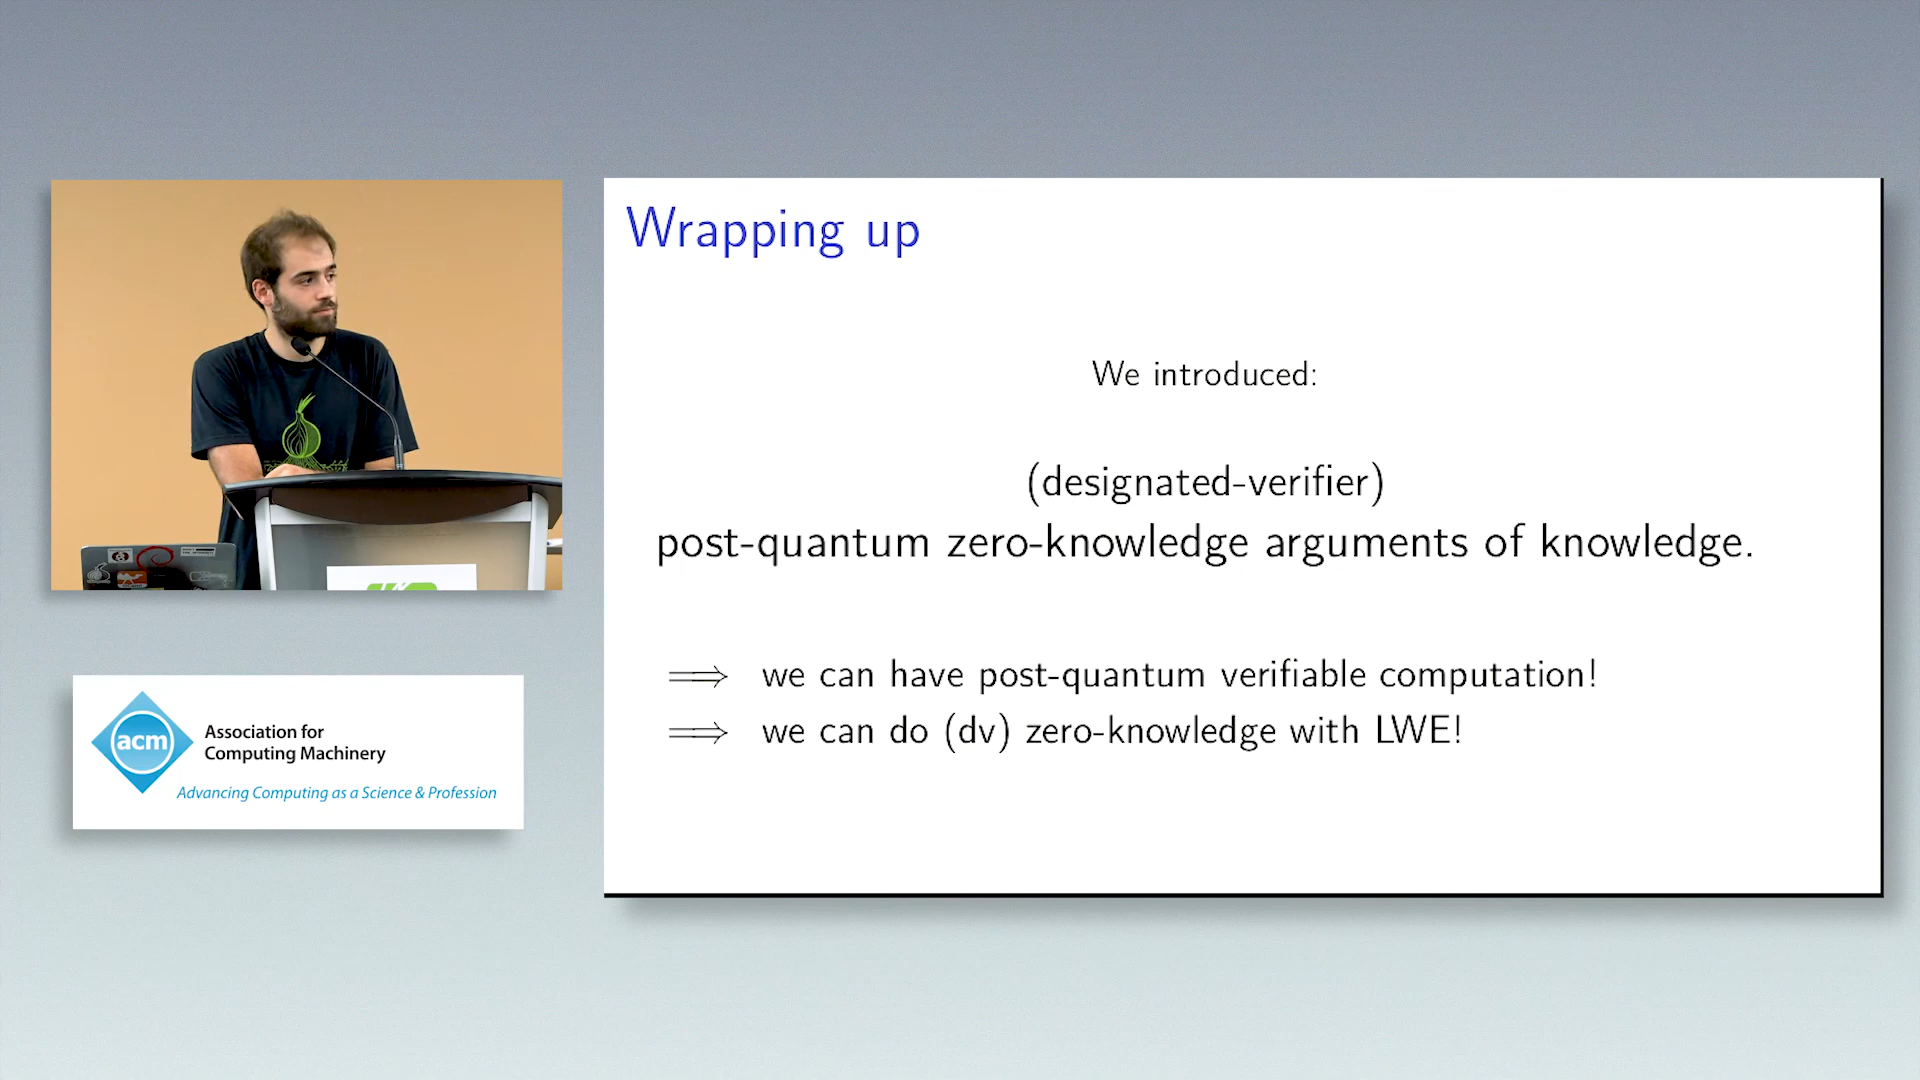 Wrapping up
We introduced:
(designated-verifier)
post-quantum zero-knowledge arguments of knowledge.
⟹ we can have post-quantum verifiable computation!
⟹ we can do (dv) zero-knowledge with LWE!
acm
Association for
Computing Machinery
Advancing Computing as a Science & Profession